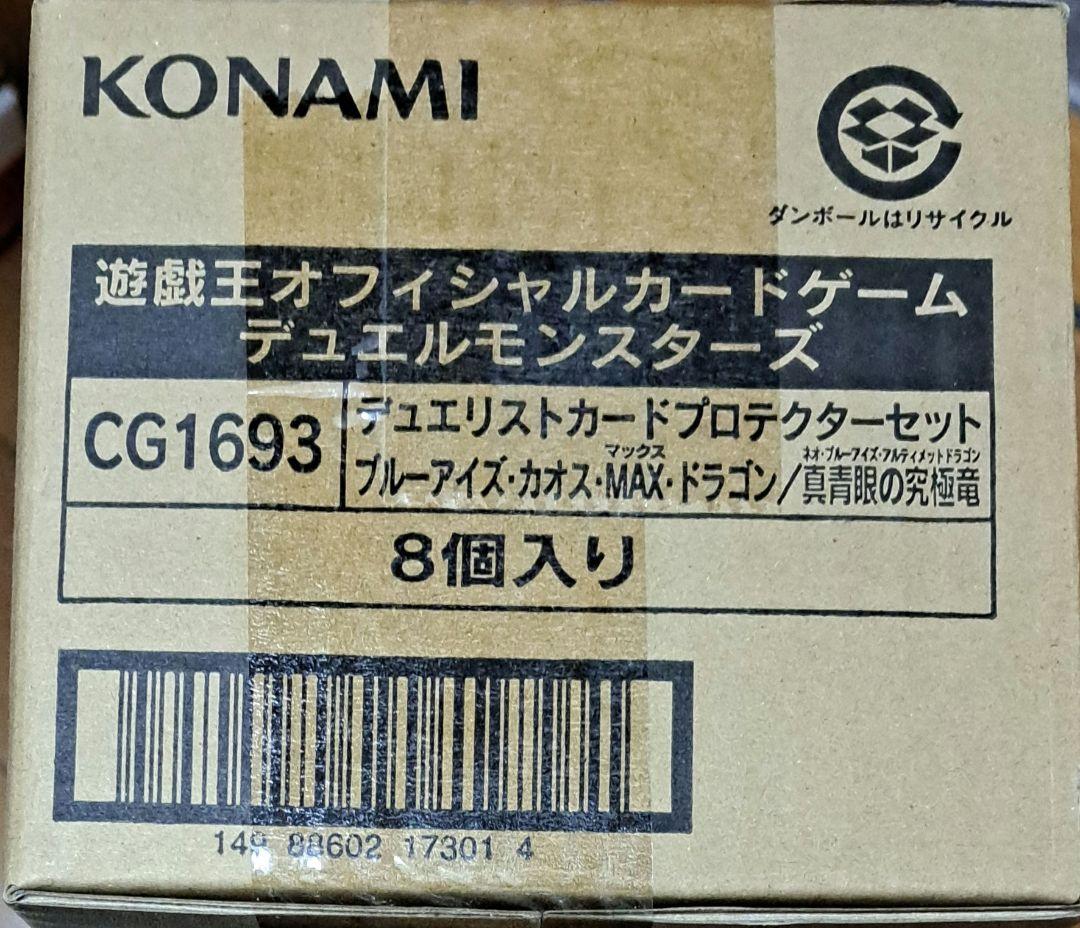 KONAMI
ダンボールはリサイクル
遊戯王オフィシャルカードゲーム
デュエルモンスターズ
CG1693
デュエリストカードプロテクターセット
マックス
ネオ・ブルーアイズ・アルティメットドラゴン
ブルーアイズ・カオス・MAX・ドラゴン/真青眼の究極竜
8個入り
149 88602 17301 4